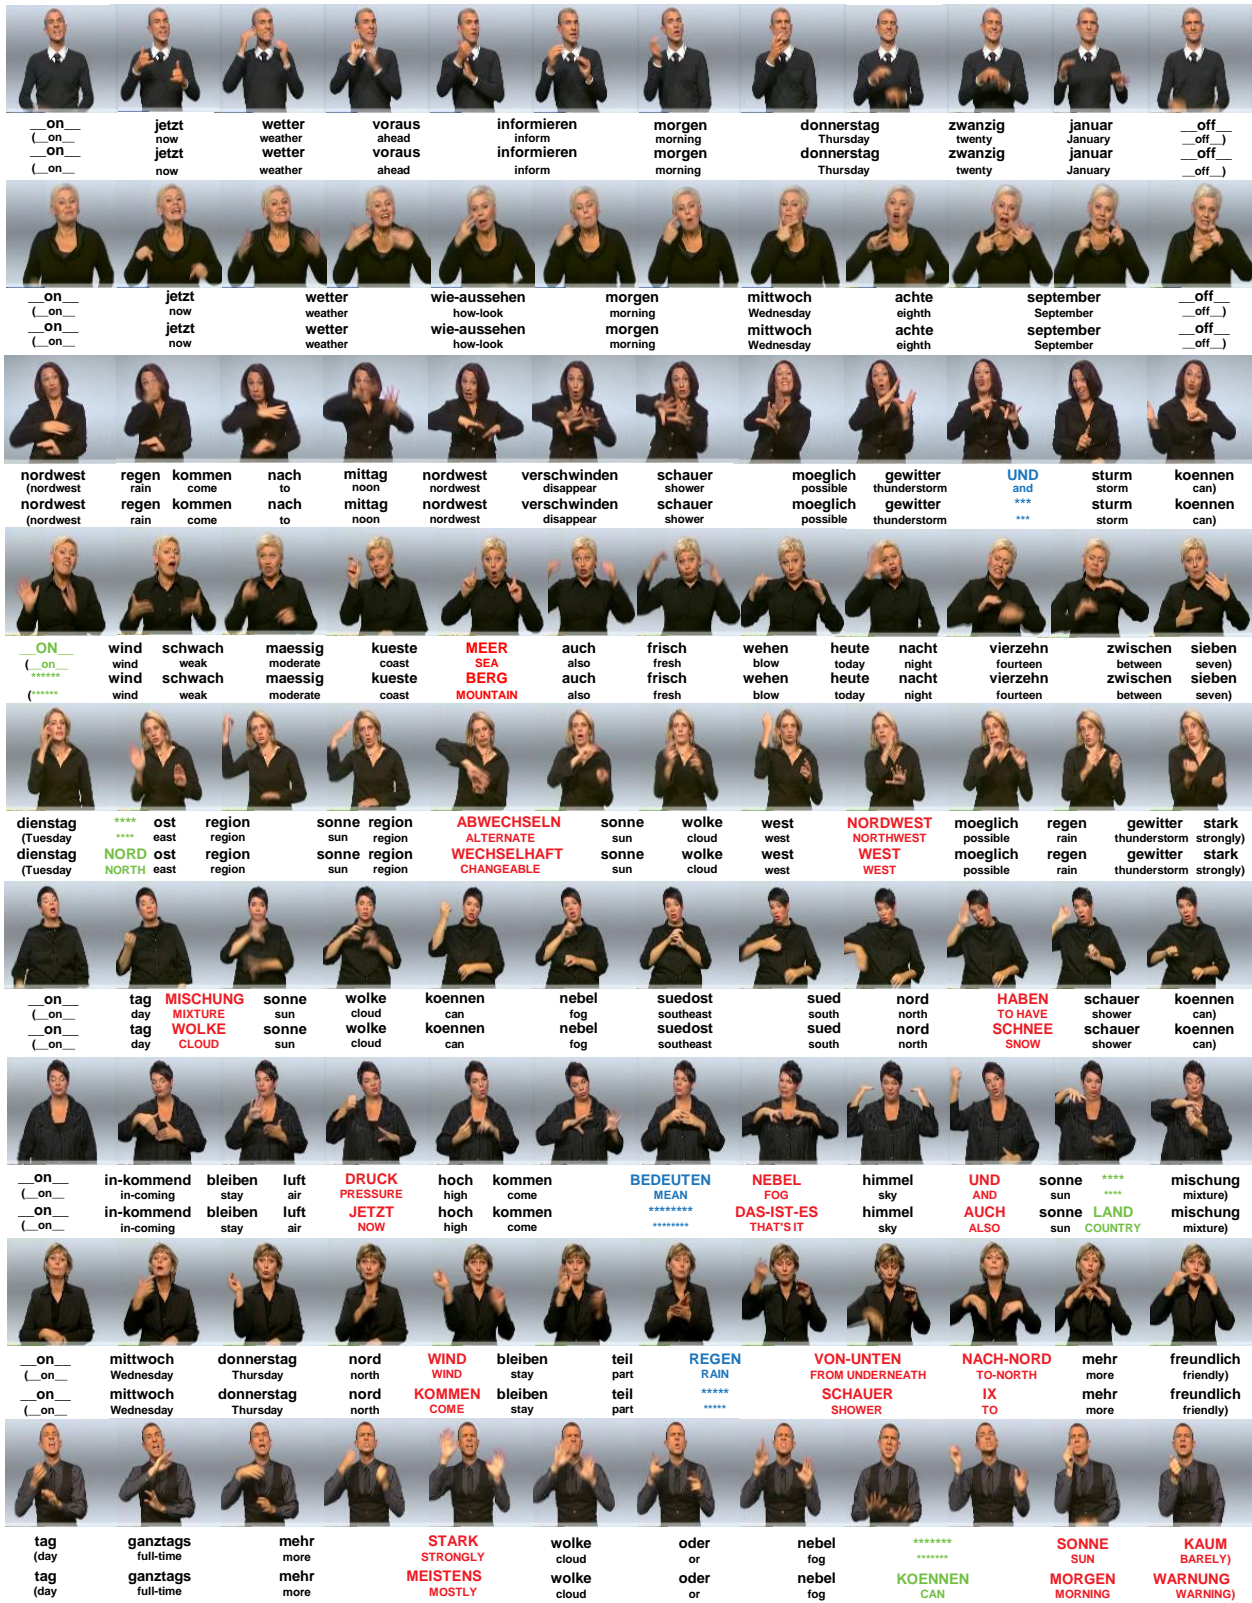 __on__ jetzt wetter voraus informieren morgen donnerstag zwanzig januar __off__
(__on__ now weather ahead inform morning Thursday twenty January __off__)
__on__ jetzt wetter voraus informieren morgen donnerstag zwanzig januar __off__
(__on__ now weather ahead inform morning Thursday twenty January __off__)
__on__ jetzt wetter wie-aussehen morgen mittwoch achte september __off__
(__on__ now weather how-look morning Wednesday eighth September __off__)
__on__ jetzt wetter wie-aussehen morgen mittwoch achte september __off__
(__on__ now weather how-look morning Wednesday eighth September __off__)
nordwest regen kommen nach mittag nordwest verschwinden schauer moeglich gewitter UND sturm koennen
(nordwest rain come to noon nordwest disappear shower possible thunderstorm and storm can)
nordwest regen kommen nach mittag nordwest verschwinden schauer moeglich gewitter *** sturm koennen
(nordwest rain come to noon nordwest disappear shower possible thunderstorm *** storm can)
__ON__ wind schwach maessig kueste MEER auch frisch wehen heute nacht vierzehn zwischen sieben
(__on__ wind weak moderate coast SEA also fresh blow today night fourteen between seven)
****** wind schwach maessig kueste BERG auch frisch wehen heute nacht vierzehn zwischen sieben
(****** wind weak moderate coast MOUNTAIN also fresh blow today night fourteen between seven)
dienstag **** ost region sonne region ABWECHSELN sonne wolke west NORDWEST moeglich regen gewitter stark
(Tuesday **** east region sun region ALTERNATE sun cloud west NORTHWEST possible rain thunderstorm strongly)
dienstag NORD ost region sonne region WECHSELHAFT sonne wolke west WEST moeglich regen gewitter stark
(Tuesday NORTH east region sun region CHANGEABLE sun cloud west WEST possible rain thunderstorm strongly)
__on__ tag MISCHUNG sonne wolke koennen nebel suedost sued nord HABEN schauer koennen
(__on__ day MIXTURE sun cloud can fog southeast south north TO HAVE shower can)
__on__ tag WOLKE sonne wolke koennen nebel suedost sued nord SCHNEE schauer koennen
(__on__ day CLOUD sun cloud can fog southeast south north SNOW shower can)
__on__ in-kommend bleiben luft DRUCK hoch kommen BEDEUTEN NEBEL himmel UND sonne **** mischung
(__on__ in-coming stay air PRESSURE high come MEAN FOG sky AND sun **** mixture)
__on__ in-kommend bleiben luft JETZT hoch kommen ******** DAS-IST-ES himmel AUCH sonne LAND mischung
(__on__ in-coming stay air NOW high come ******** THAT'S IT sky ALSO sun COUNTRY mixture)
__on__ mittwoch donnerstag nord WIND bleiben teil REGEN VON-UNTEN NACH-NORD mehr freundlich
(__on__ Wednesday Thursday north WIND stay part RAIN FROM UNDERNEATH TO-NORTH more friendly)
__on__ mittwoch donnerstag nord KOMMEN bleiben teil ***** SCHAUER IX mehr freundlich
(__on__ Wednesday Thursday north COME stay part ***** SHOWER TO more friendly)
tag ganztags mehr STARK wolke oder nebel ******* SONNE KAUM
(day full-time more STRONGLY cloud or fog ******* SUN BARELY)
tag ganztags mehr MEISTENS wolke oder nebel KOENNEN MORGEN WARNUNG
(day full-time more MOSTLY cloud or fog CAN MORNING WARNING)